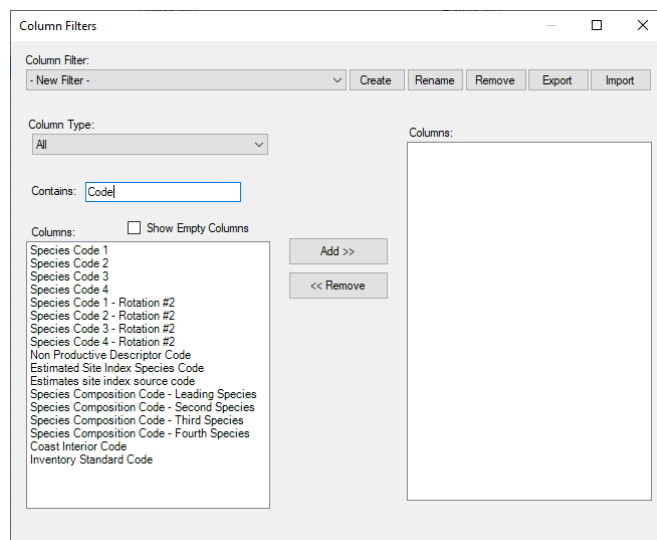 Column Filters
Column Filter:
- New Filter -
Create
Rename
Remove
Export
Import
Column Type:
All
Contains:
Code
Columns:
Show Empty Columns
Species Code 1
Species Code 2
Species Code 3
Species Code 4
Species Code 1 - Rotation #2
Species Code 2 - Rotation #2
Species Code 3 - Rotation #2
Species Code 4 - Rotation #2
Non Productive Descriptor Code
Estimated Site Index Species Code
Estimates site index source code
Species Composition Code - Leading Species
Species Composition Code - Second Species
Species Composition Code - Third Species
Species Composition Code - Fourth Species
Coast Interior Code
Inventory Standard Code
Add >>
<< Remove
Columns: